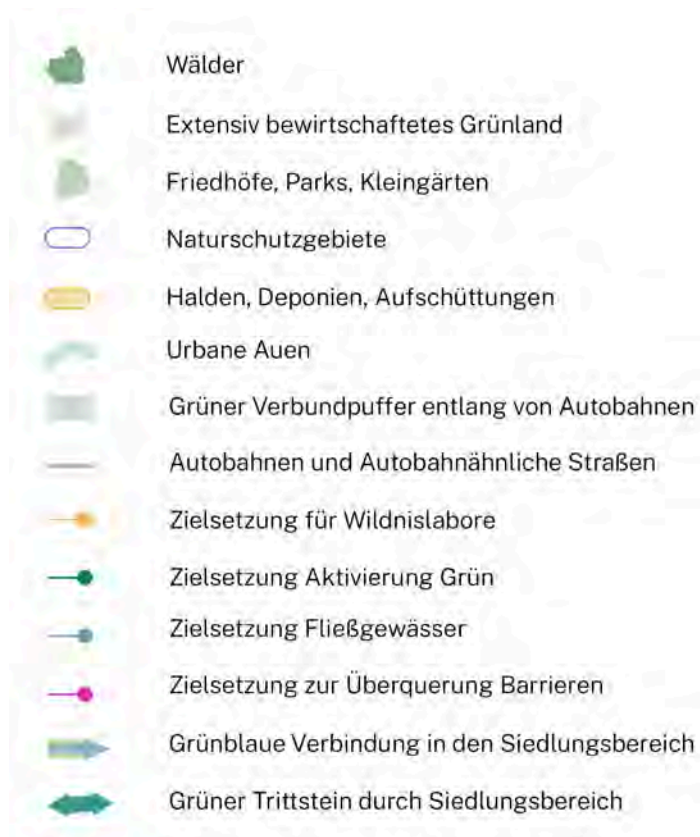 Wälder
Extensiv bewirtschaftetes Grünland
Friedhöfe, Parks, Kleingärten
Naturschutzgebiete
Halden, Deponien, Aufschüttungen
Urbane Auen
Grüner Verbundpuffer entlang von Autobahnen
Autobahnen und Autobahnähnliche Straßen
Zielsetzung für Wildnislabore
Zielsetzung Aktivierung Grün
Zielsetzung Fließgewässer
Zielsetzung zur Überquerung Barrieren
Grünblaue Verbindung in den Siedlungsbereich
Grüner Trittstein durch Siedlungsbereich